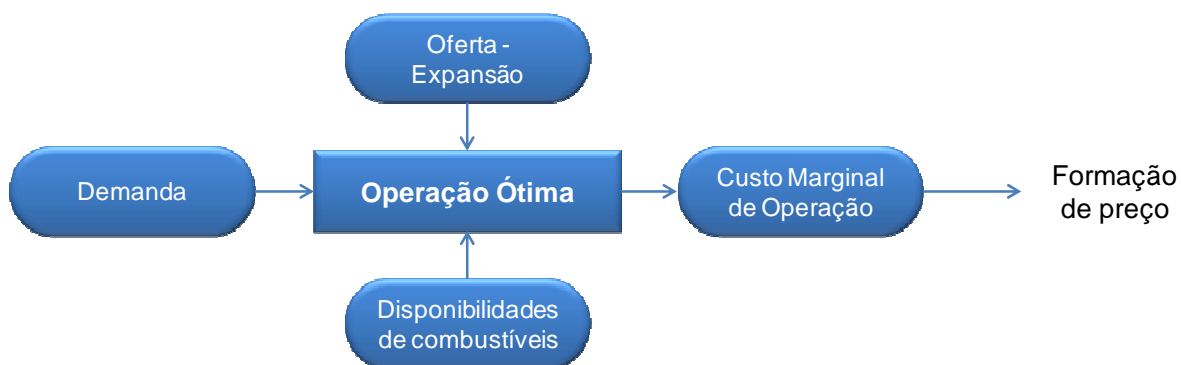 Oferta -
Expansão
Demanda
Operação Ótima
Custo Marginal
de Operação
Formação
de preço
Disponibilidades
de combustíveis